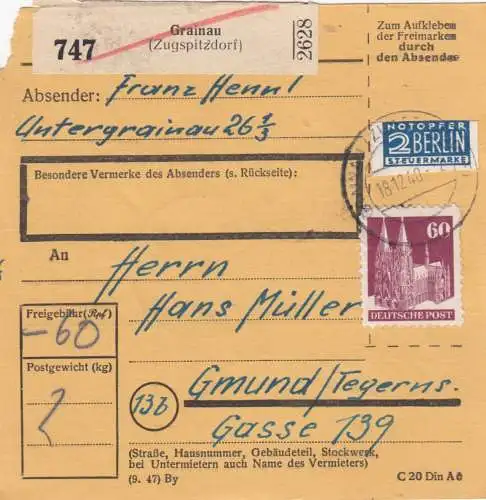 747
Grainau
(Zugspitzdorf)
2628
Zum Aufkleben
der Freimarken
durch
den Absender
Absender: Franz Hennl
Untergrainau 26 1/3
NOTOPFER
2 BERLIN
STEUERMARKE
Besondere Vermerke des Absenders (s. Rückseite):
18.12.
60
DEUTSCHE POST
An Herrn
Hans Müller
Freigebühr (Rpf)
-60
Postgewicht (kg)
2
13b
Gmund/Tegerns.
Gasse 139
(Straße, Hausnummer, Gebäudeteil, Stockwerk,
bei Untermietern auch Name des Vermieters)
(9. 47) By
C 20 Din A 6